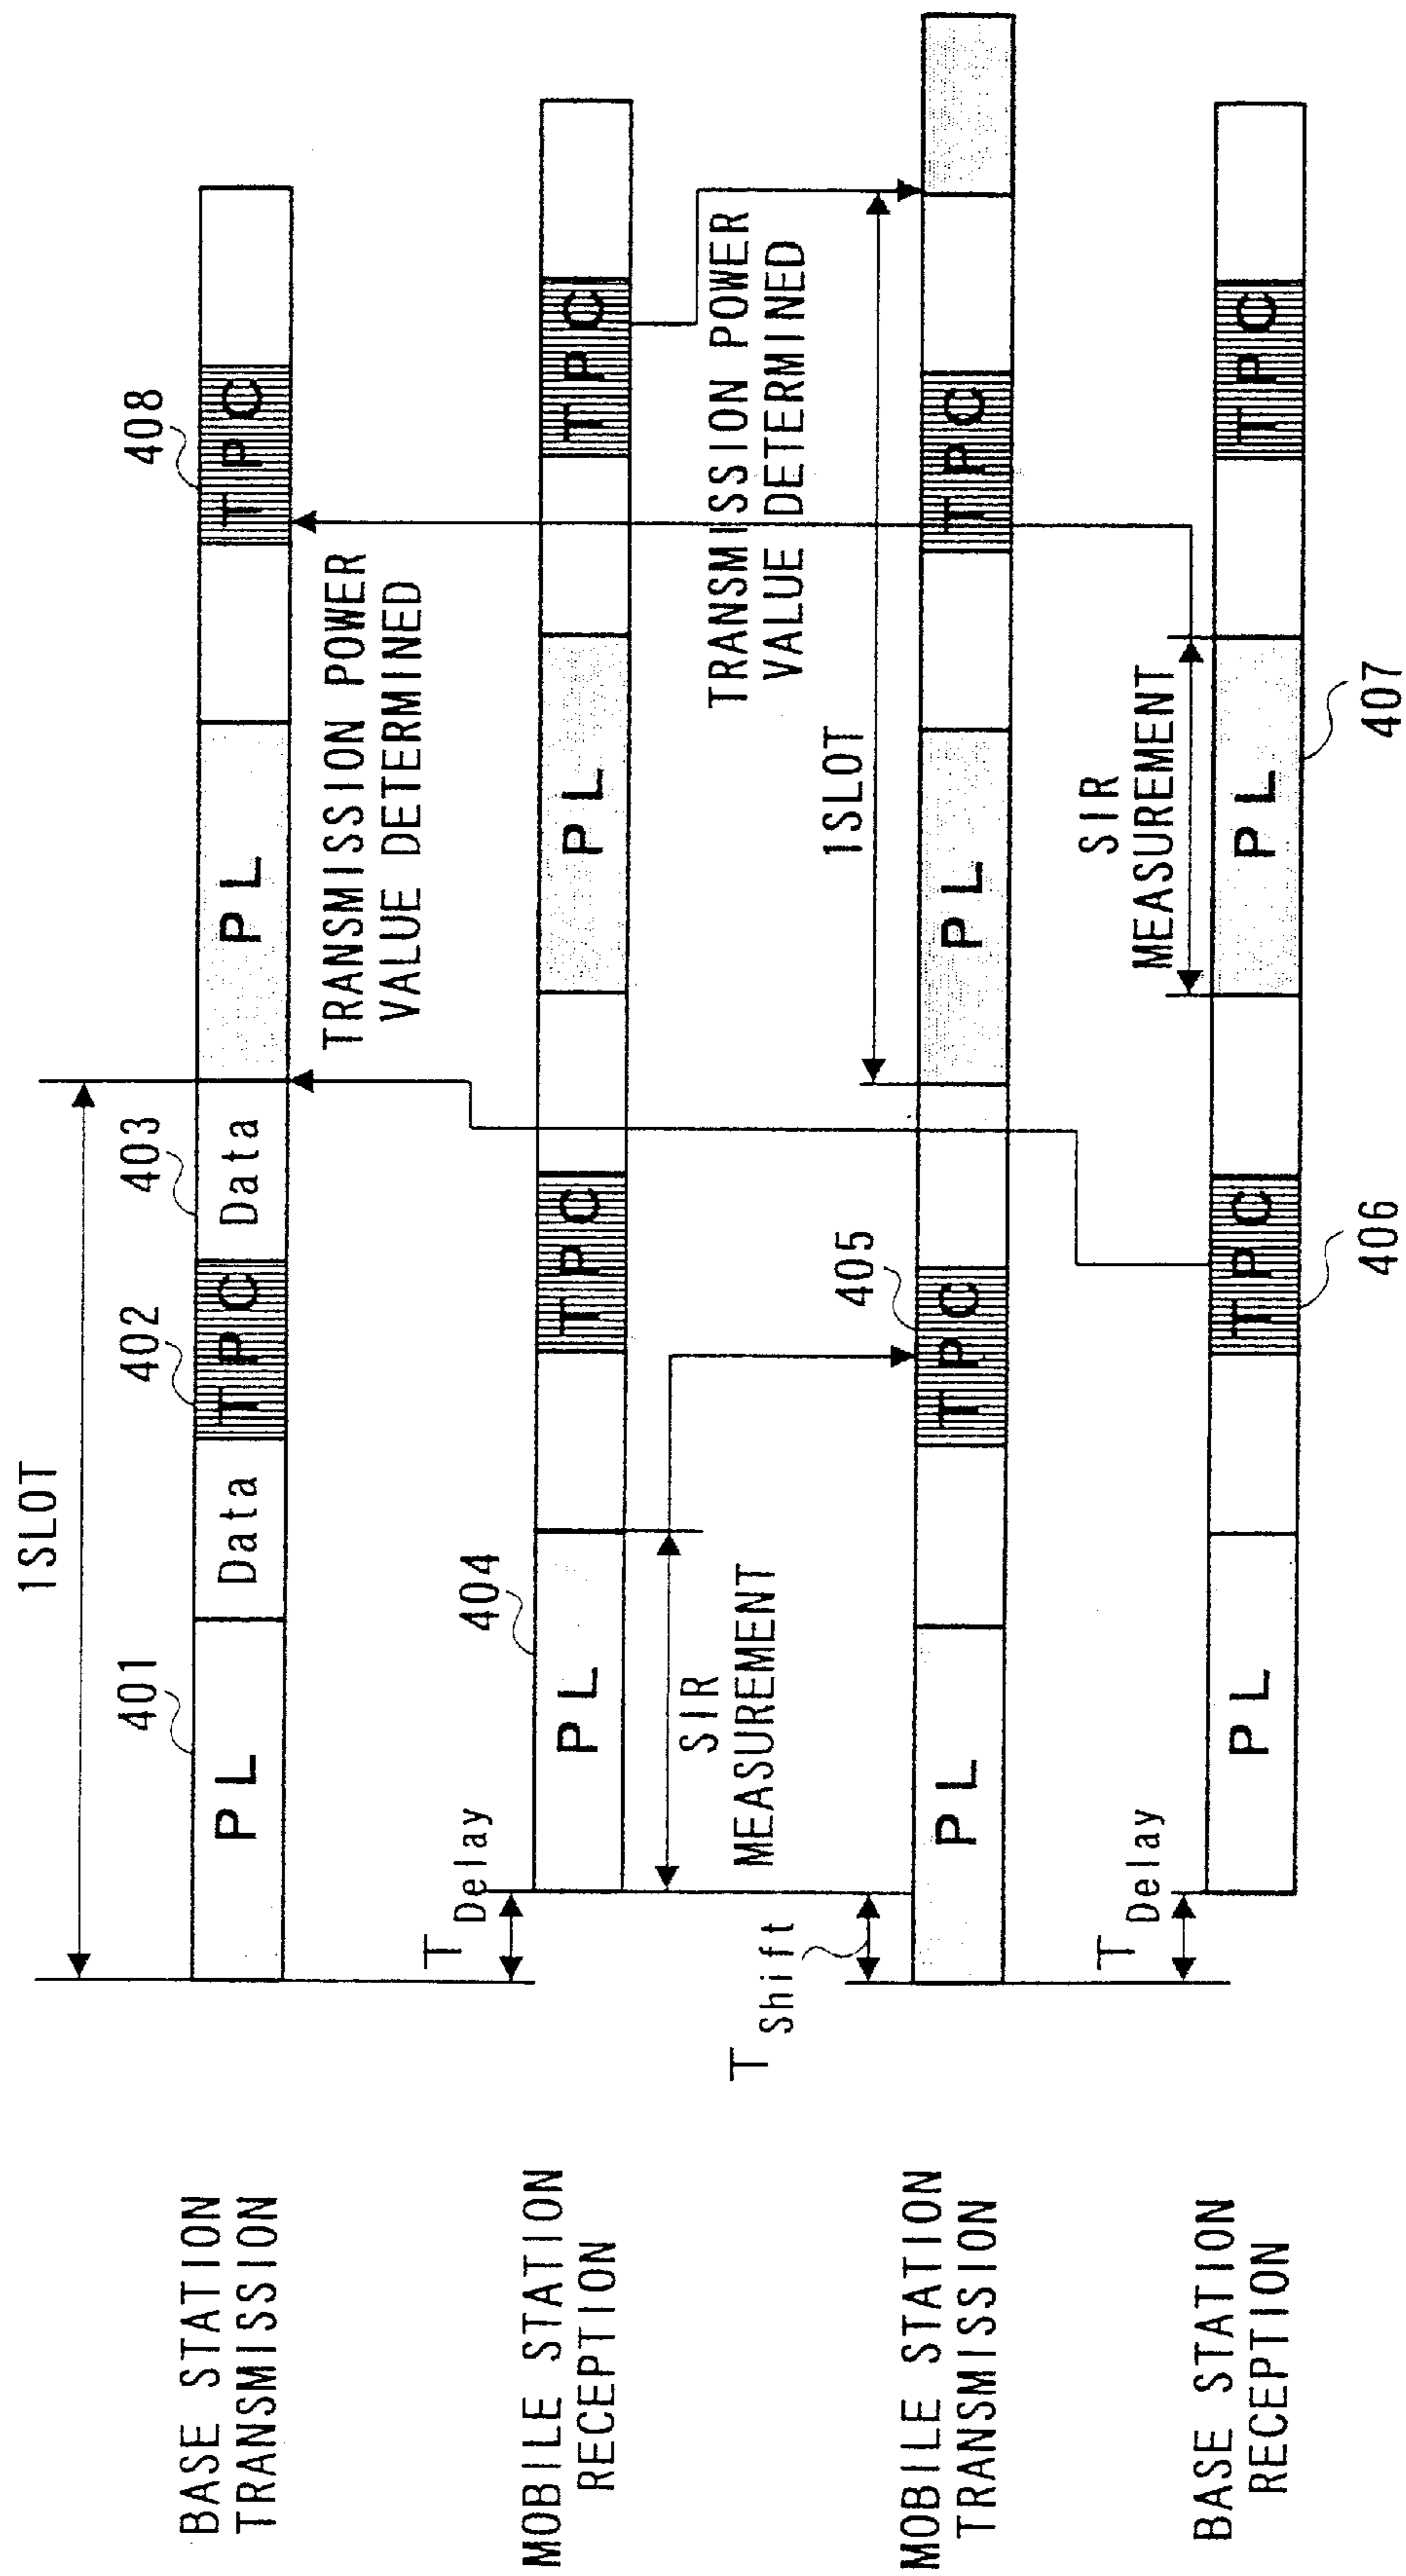 1SLOT
401
402
403
408
BASE STATION
TRANSMISSION
PL
Data
TPC
Data
PL
TPC
TRANSMISSION POWER
VALUE DETERMINED
T Delay
404
MOBILE STATION
RECEPTION
PL
TPC
PL
TPC
SIR
MEASUREMENT
TRANSMISSION POWER
VALUE DETERMINED
T Shift
405
1SLOT
MOBILE STATION
TRANSMISSION
PL
TPC
PL
TPC
SIR
MEASUREMENT
T Delay
BASE STATION
RECEPTION
PL
TPC
PL
TPC
406
407